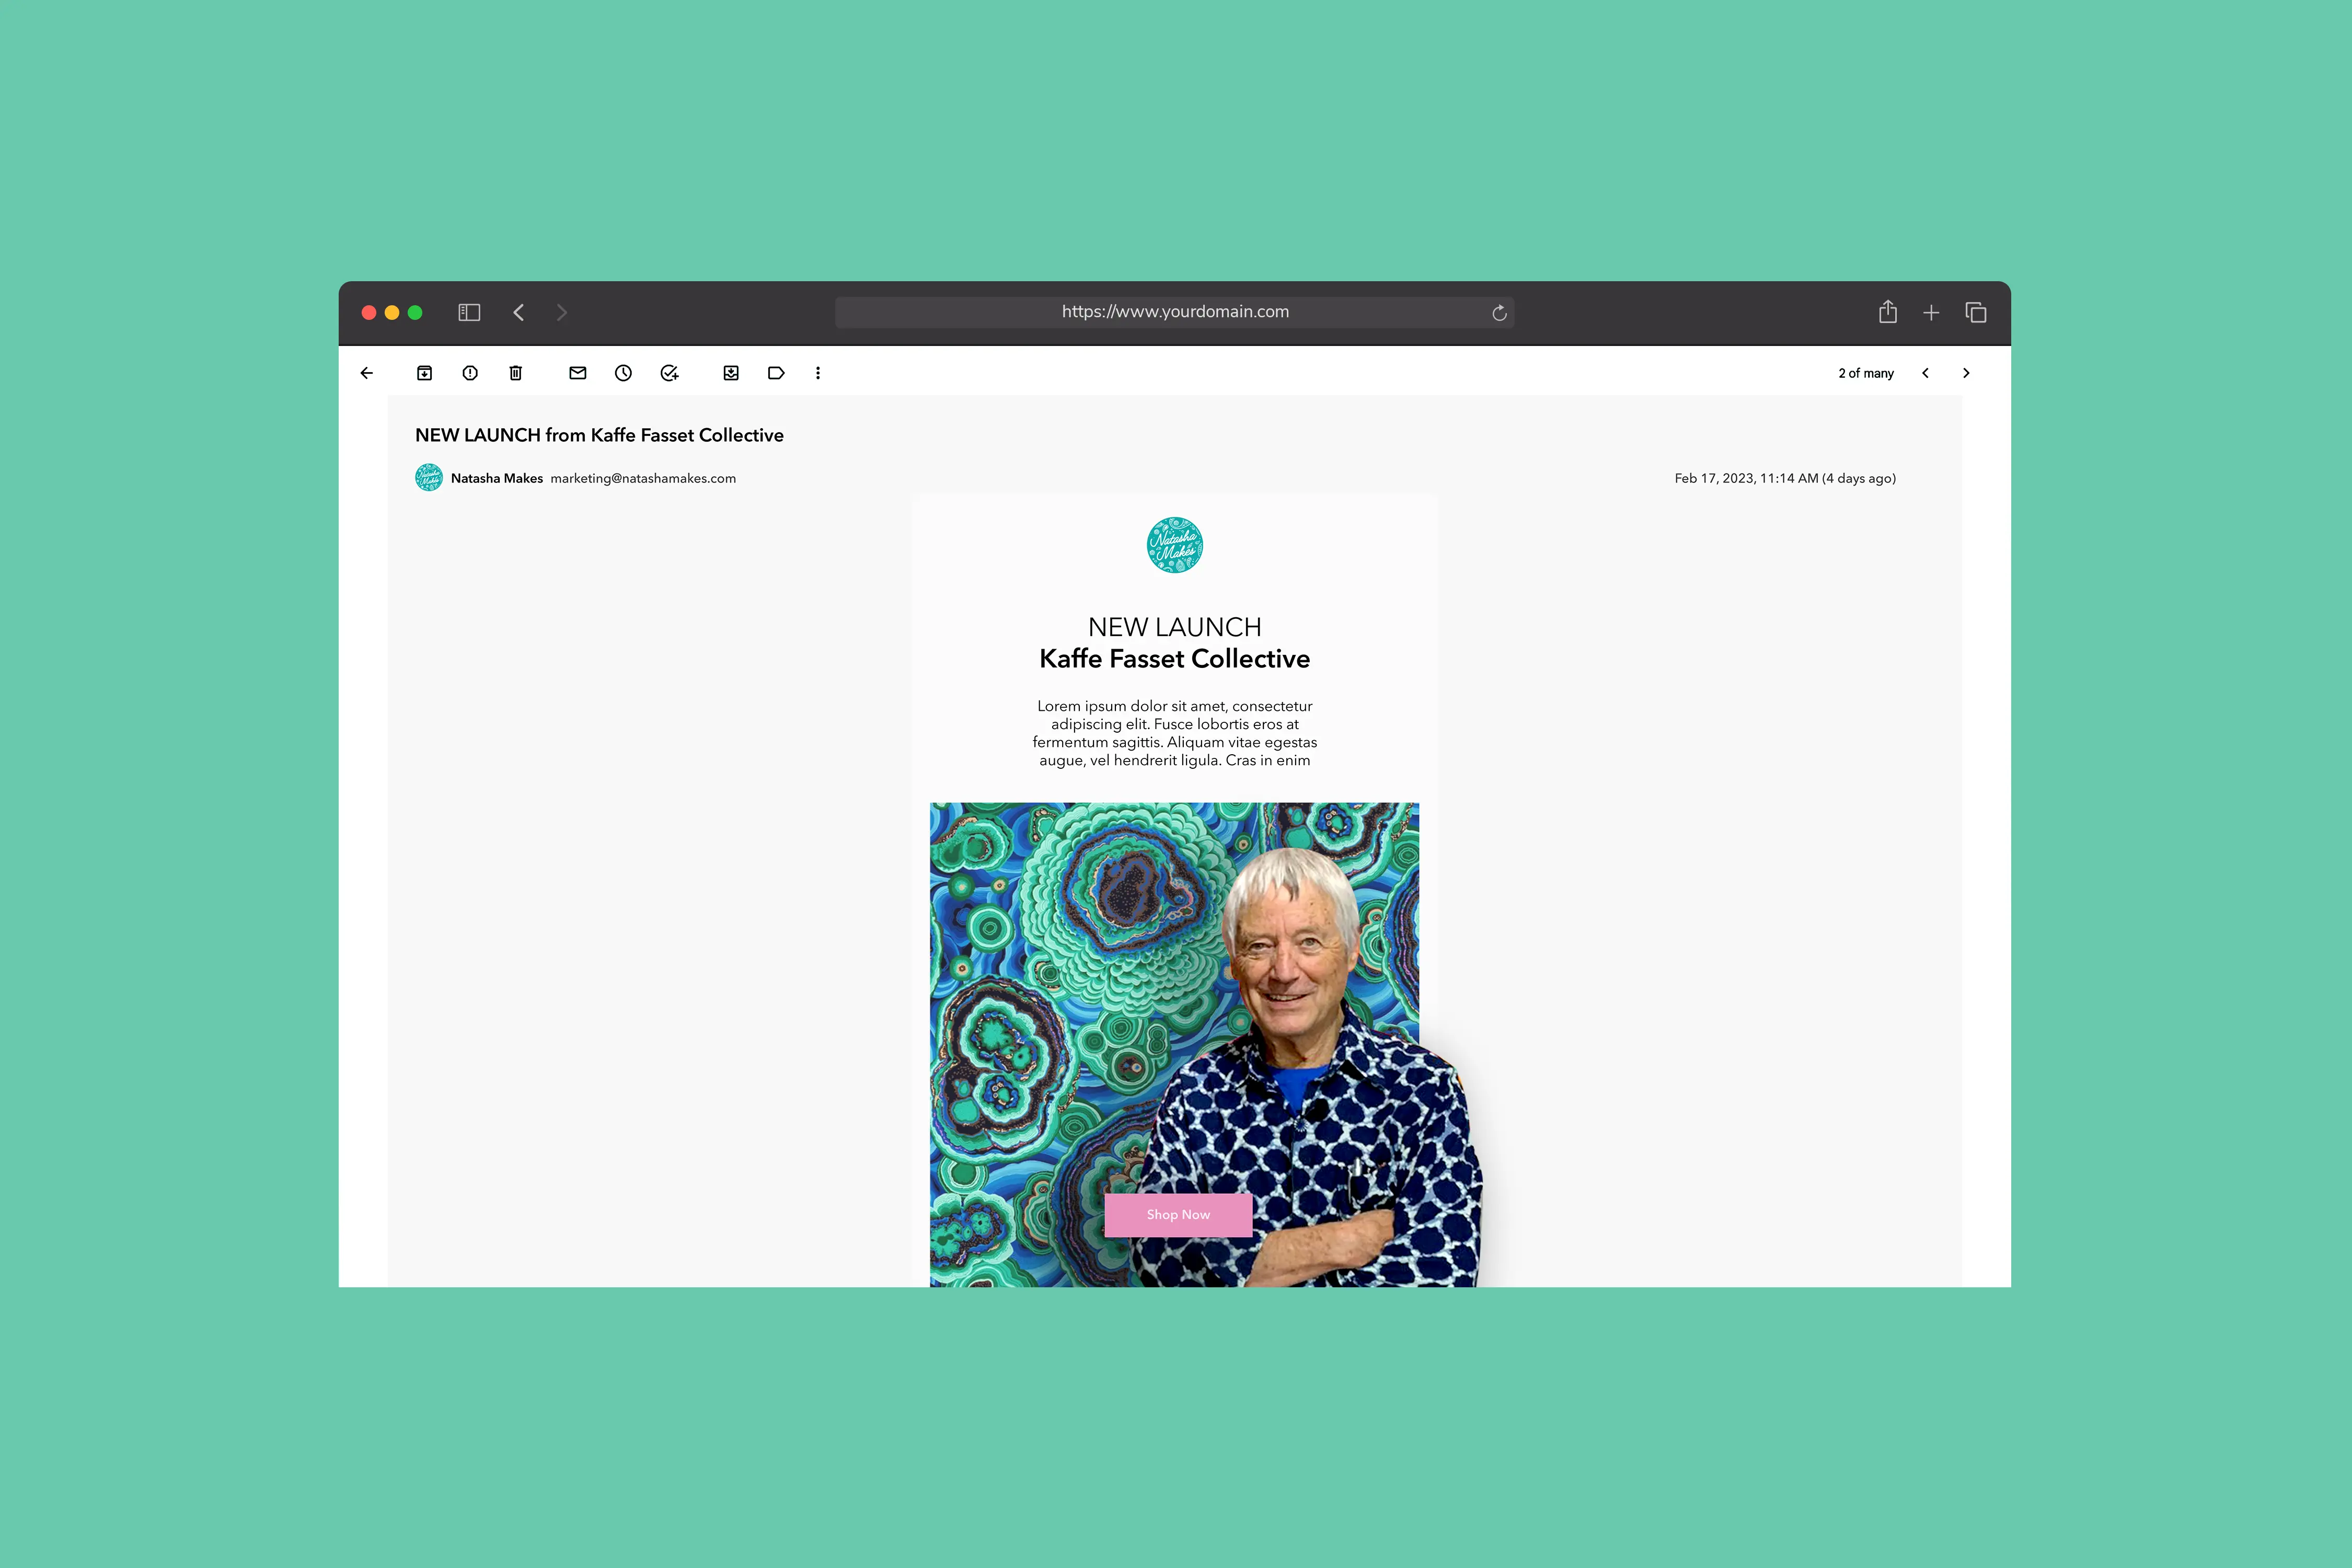 https://www.yourdomain.com
2 of many
NEW LAUNCH from Kaffe Fasset Collective
Natasha Makes marketing@natashamakes.com
Feb 17, 2023, 11:14 AM (4 days ago)
Natasha
Makes
NEW LAUNCH
Kaffe Fasset Collective
Lorem ipsum dolor sit amet, consectetur
adipiscing elit. Fusce lobortis eros at
fermentum sagittis. Aliquam vitae egestas
augue, vel hendrerit ligula. Cras in enim
Shop Now